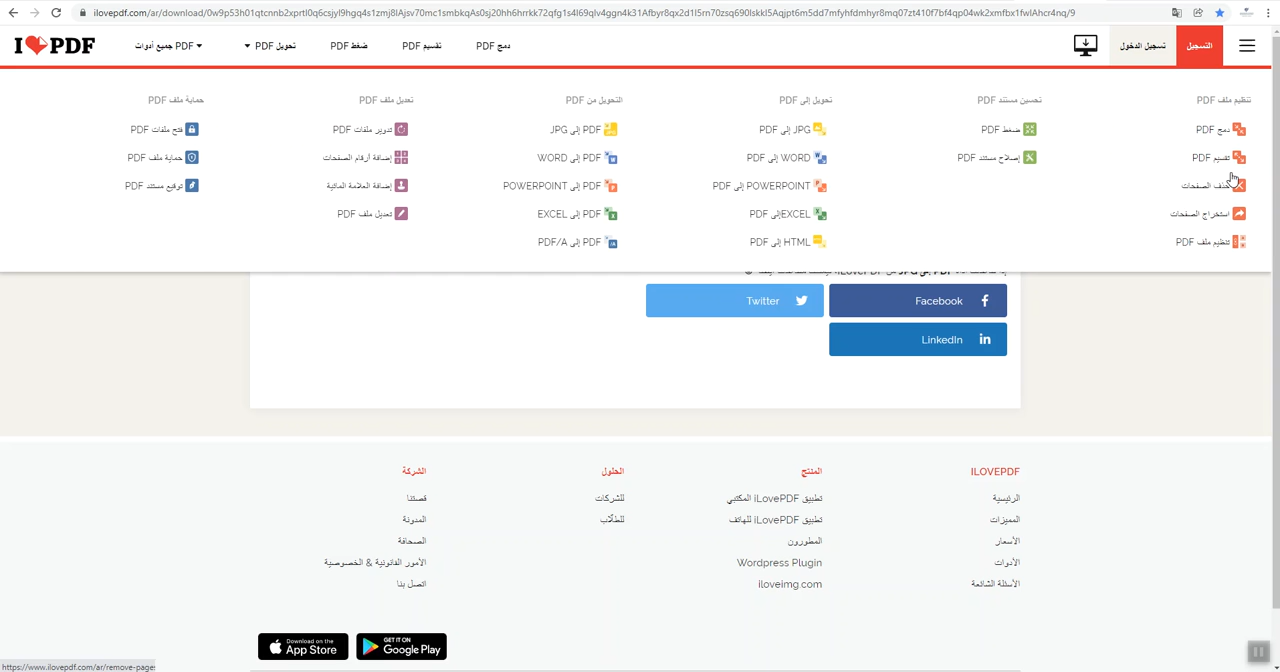 ilovepdf.com/ar/download/0w9p53h01qtcnnb2xprtl0q6csjyl9hgq4s1zmj8lAjsv70mc1smbkqAs0sj20hh6hrrkk72qfg1s4l69qlv4ggn4k31Afbyr8qx2d1l5rn70zsq690lskkl5Aqjpt6m5dd7mfyhfdmhyr8mq07zt410f7bf4qp04wk2xmfbx1fwlAhcr4nq/9
I PDF
PDF جميع أدوات
تحويل PDF
ضغط PDF
تقسيم PDF
دمج PDF
تسجيل الدخول
التسجيل
تنظيم ملف PDF
دمج PDF
تقسيم PDF
حذف الصفحات
استخراج الصفحات
تنظيم ملف PDF
تحسين مستند PDF
ضغط PDF
إصلاح مستند PDF
تحويل إلى PDF
JPG إلى PDF
WORD إلى PDF
POWERPOINT إلى PDF
EXCELإلى PDF
HTML إلى PDF
التحويل من PDF
PDF إلى JPG
PDF إلى WORD
PDF إلى POWERPOINT
PDF إلى EXCEL
PDF إلى PDF/A
تعديل ملف PDF
تدوير ملفات PDF
إضافة أرقام الصفحات
إضافة العلامة المائية
تعديل ملف PDF
حماية ملف PDF
فتح ملفات PDF
حماية ملف PDF
توقيع مستند PDF
Facebook
Twitter
LinkedIn
ILOVEPDF
الرئيسية
المميزات
الأسعار
الأدوات
الأسئلة الشائعة
المنتج
تطبيق iLovePDF المكتبي
تطبيق iLovePDF للهاتف
المطورون
Wordpress Plugin
iloveimg.com
الحلول
للشركات
للطلّاب
الشركة
قصتنا
المدونة
الصحافة
الأمور القانونية & الخصوصية
اتصل بنا
Download on the
App Store
GET IT ON
Google Play
https://www.ilovepdf.com/ar/remove-pages